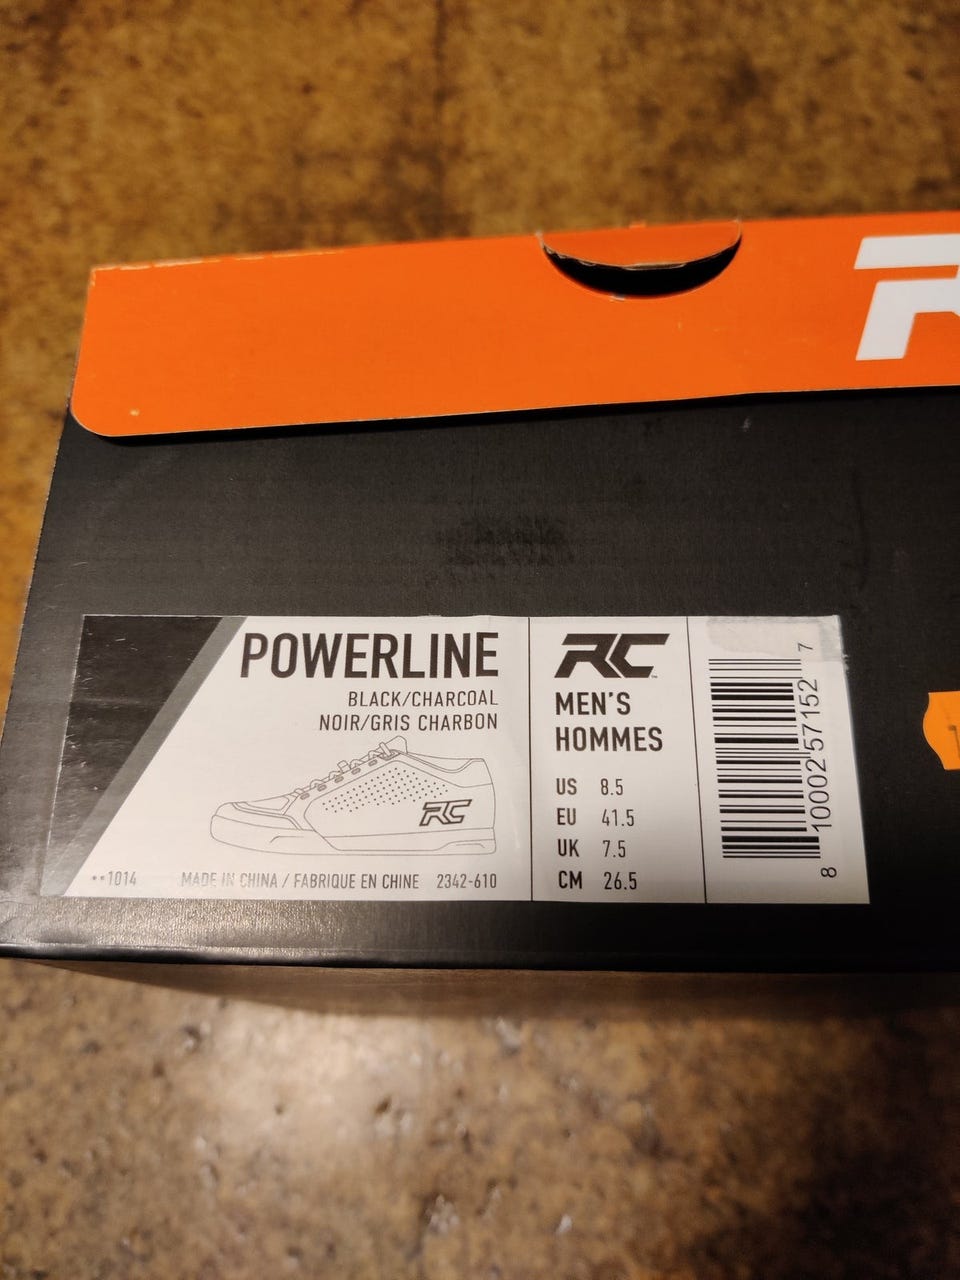 RC
POWERLINE
BLACK/CHARCOAL
NOIR/GRIS CHARBON
RC
**1014 MADE IN CHINA / FABRIQUE EN CHINE 2342-610
RC™
MEN'S
HOMMES
US 8.5
EU 41.5
UK 7.5
CM 26.5
8 10002 57152 7